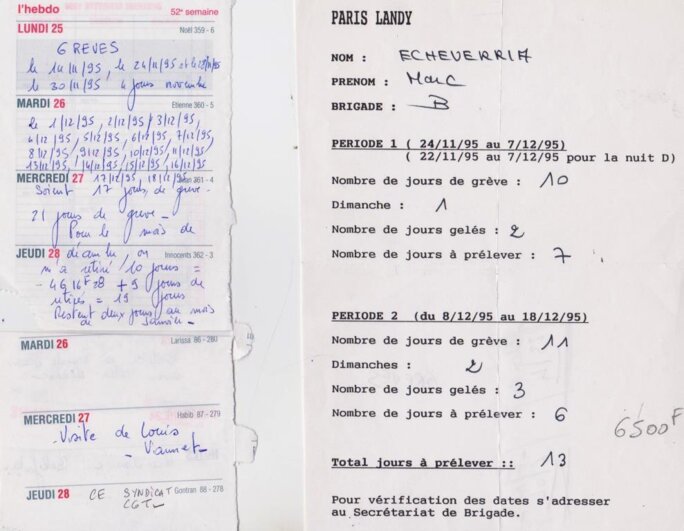 l'hebdo
52e semaine
LUNDI 25 Noël 359 - 6
GREVES
le 14/11/95, le 24/11/95
le 30/11/95, 4 jours novembre
MARDI 26 Etienne 360 - 5
Le 1/12/95, 2/12/95, 3/12/95,
4/12/95, 5/12/95, 6/12/95, 7/12/95,
8/12/95, 9/12/95, 10/12/95, 11/12/95,
13/12/95, 14/12/95, 15/12/95, 16/12/95
MERCREDI 27 17/12/95, 18/12/95 361 - 4
Soient 17 jours de grève -
21 jours de grève -
Pour le mois de
JEUDI 28 décembre, on Innocents 362 - 3
m'a retiré 10 jours =
- 4616F28 + 9 jours de
retirés = 19 jours
Restent deux jours au mois
de Janvier -
MARDI 26 Larissa 86 - 280
MERCREDI 27 Habib 87 - 279
- Visite de Louis
- Viannet -
JEUDI 28 CE SYNDICAT Gontran 88 - 278
CGT -
PARIS LANDY
NOM : ECHEVERRIA
PRENOM : Marc
BRIGADE : B
PERIODE 1 ( 24/11/95 au 7/12/95)
( 22/11/95 au 7/12/95 pour la nuit D)
Nombre de jours de grève : 10
Dimanche : 1
Nombre de jours gelés : 2
Nombre de jours à prélever : 7
PERIODE 2 (du 8/12/95 au 18/12/95)
Nombre de jours de grève : 11
Dimanches : 2
Nombre de jours gelés : 3
Nombre de jours à prélever : 6
6500F
Total jours à prélever :: 13
Pour vérification des dates s'adresser
au Secrétariat de Brigade.